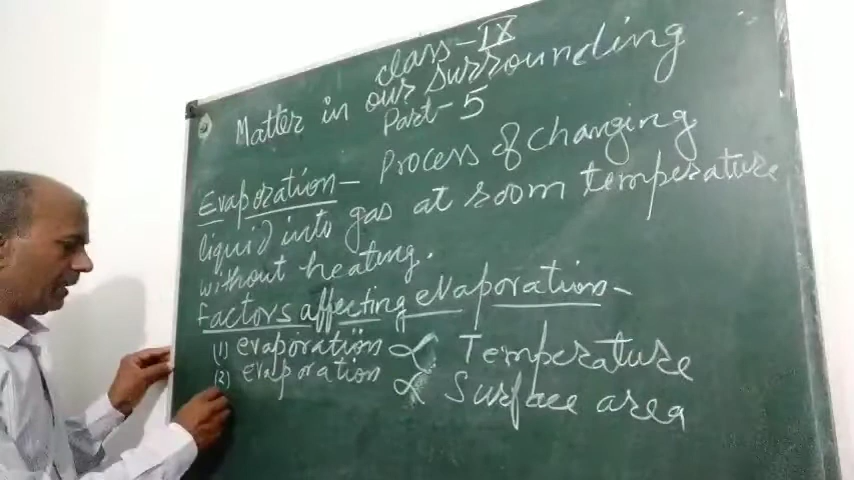 class-IX
Matter in our surrounding
Part-5
Evaporation- Process of changing
liquid into gas at room temperature
without heating.
factors affecting evaporation-
(1) evaporation ∝ Temperature
(2) evaporation ∝ Surface area